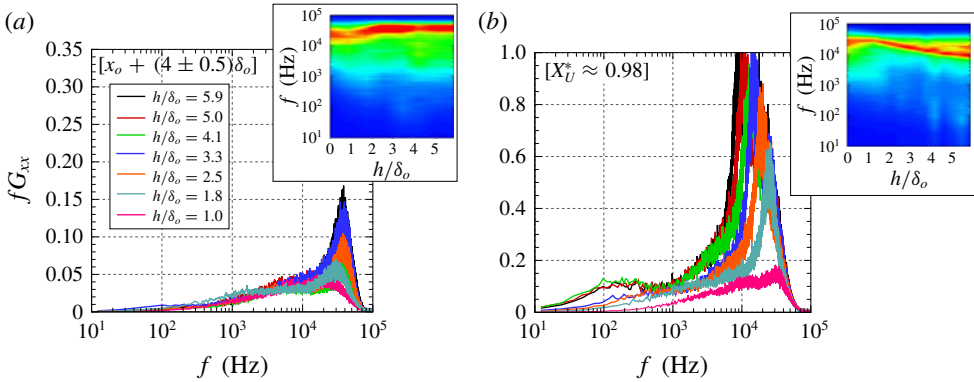 (a)
[x_o + (4 ± 0.5)δ_o]
fG_xx
0.35
0.30
0.25
0.20
0.15
0.10
0.05
0
h/δ_o = 5.9
h/δ_o = 5.0
h/δ_o = 4.1
h/δ_o = 3.3
h/δ_o = 2.5
h/δ_o = 1.8
h/δ_o = 1.0
10^1 10^2 10^3 10^4 10^5
f (Hz)
f (Hz)
10^5
10^4
10^3
10^2
10^1
0 1 2 3 4 5
h/δ_o
(b)
[X*_U ≈ 0.98]
1.0
0.8
0.6
0.4
0.2
0
10^1 10^2 10^3 10^4 10^5
f (Hz)
f (Hz)
10^5
10^4
10^3
10^2
10^1
0 1 2 3 4 5
h/δ_o